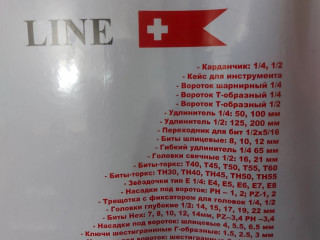 LINE
- Карданчик: 1/4, 1/2
- Кейс для инструмента
- Вороток шарнирный 1/4
- Вороток Т-образный 1/4
- Вороток Т-образный 1/2
- Удлинитель 1/4: 50, 100 мм
- Удлинитель 1/2: 125, 200 мм
- Переходник для бит 1/2х5/16
- Биты шлицевые: 8, 10, 12 мм
- Гибкий удлинитель 1/4 65 мм
- Головки свечные 1/2: 16, 21 мм
- Биты-торкс: Т40, Т45, Т50, Т55, Т60
- Биты-торкс: ТН30, ТН40, ТН45, ТН50, ТН55
- Звёздочки тип Е 1/4: Е4, Е5, Е6, Е7, Е8
- Насадки под вороток: PH – 1, 2; PZ-1, 2
- Трещотка с фиксатором для головок 1/4, 1/2
- Головки глубокие 1/2: 14, 15, 17, 19, 22 мм
- Биты Hex: 7, 8, 10, 12, 14мм, PZ–3,4 PH –3,4
- Насадки под вороток: шлицевые 4, 5.5, 6.5 мм
- Ключи шестигранные Г-образные: 1.5, 2.5, 3 мм